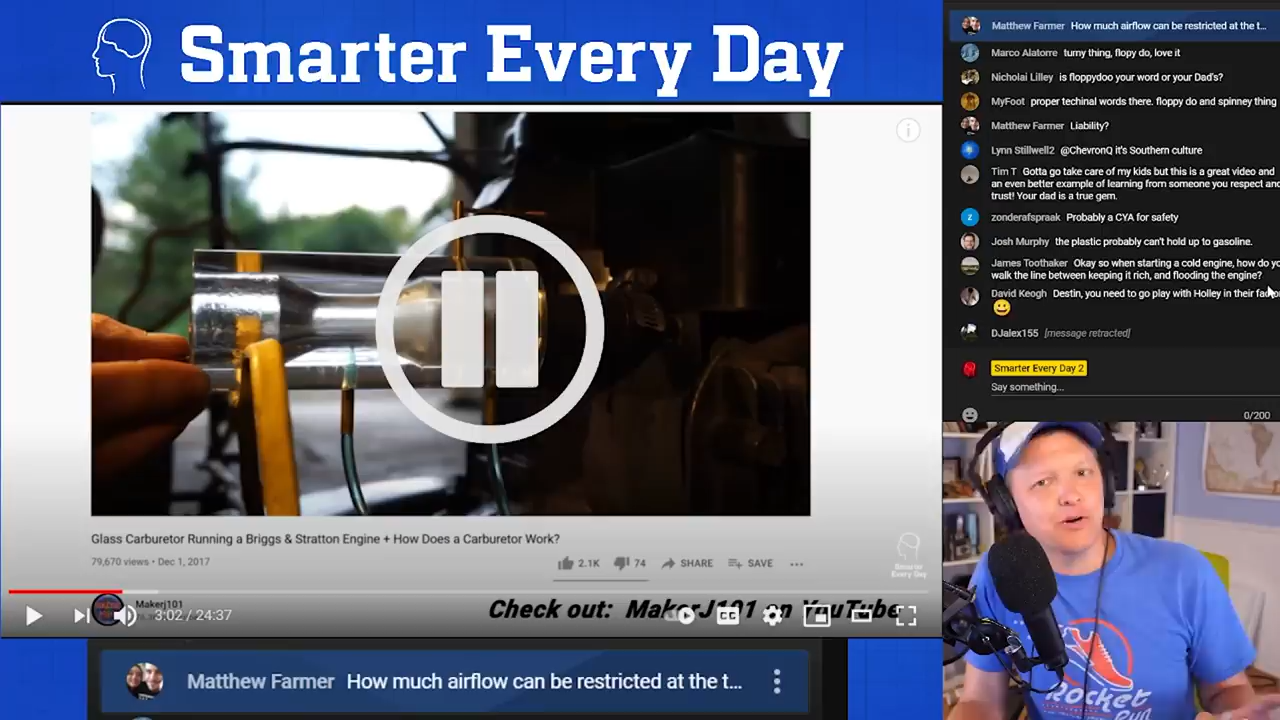 Smarter Every Day
Glass Carburetor Running a Briggs & Stratton Engine + How Does a Carburetor Work?
79,670 views • Dec 1, 2017
2.1K
74
SHARE
SAVE
Smarter
Every Day
Makerj101
3:02 / 24:37
Check out: MakerJ101 on YouTube
CC
Matthew Farmer How much airflow can be restricted at the t...
Matthew Farmer How much airflow can be restricted at the t...
Marco Alatorre turny thing, flopy do, love it
Nicholai Lilley is floppydoo your word or your Dad's?
MyFoot proper techinal words there. floppy do and spinney thing
Matthew Farmer Liability?
Lynn Stillwell2 @ChevronQ it's Southern culture
Tim T Gotta go take care of my kids but this is a great video and
an even better example of learning from someone you respect and
trust! Your dad is a true gem.
z
zonderafspraak Probably a CYA for safety
Josh Murphy the plastic probably can't hold up to gasoline.
James Toothaker Okay so when starting a cold engine, how do yo
walk the line between keeping it rich, and flooding the engine?
David Keogh Destin, you need to go play with Holley in their factor
DJalex155 [message retracted]
Smarter Every Day 2
Say something...
0/200
Rocket